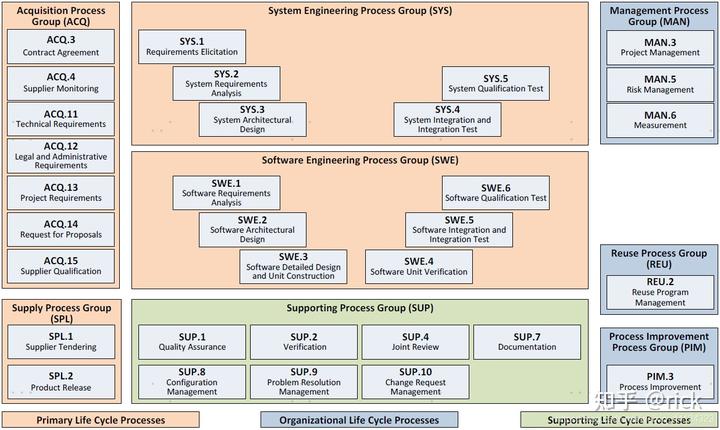 Acquisition Process
Group (ACQ)
ACQ.3
Contract Agreement
ACQ.4
Supplier Monitoring
ACQ.11
Technical Requirements
ACQ.12
Legal and Administrative
Requirements
ACQ.13
Project Requirements
ACQ.14
Request for Proposals
ACQ.15
Supplier Qualification
System Engineering Process Group (SYS)
SYS.1
Requirements Elicitation
SYS.2
System Requirements
Analysis
SYS.3
System Architectural
Design
SYS.5
System Qualification Test
SYS.4
System Integration and
Integration Test
Management Process
Group (MAN)
MAN.3
Project Management
MAN.5
Risk Management
MAN.6
Measurement
Software Engineering Process Group (SWE)
SWE.1
Software Requirements
Analysis
SWE.2
Software Architectural
Design
SWE.3
Software Detailed Design
and Unit Construction
SWE.6
Software Qualification Test
SWE.5
Software Integration and
Integration Test
SWE.4
Software Unit Verification
Reuse Process Group
(REU)
REU.2
Reuse Program
Management
Supply Process Group
(SPL)
SPL.1
Supplier Tendering
SPL.2
Product Release
Supporting Process Group (SUP)
SUP.1
Quality Assurance
SUP.2
Verification
SUP.4
Joint Review
SUP.7
Documentation
SUP.8
Configuration
Management
SUP.9
Problem Resolution
Management
SUP.10
Change Request
Management
Process Improvement
Process Group (PIM)
PIM.3
Process Improvement
知乎 @rick
Primary Life Cycle Processes
Organizational Life Cycle Processes
Supporting Life Cycle Processes